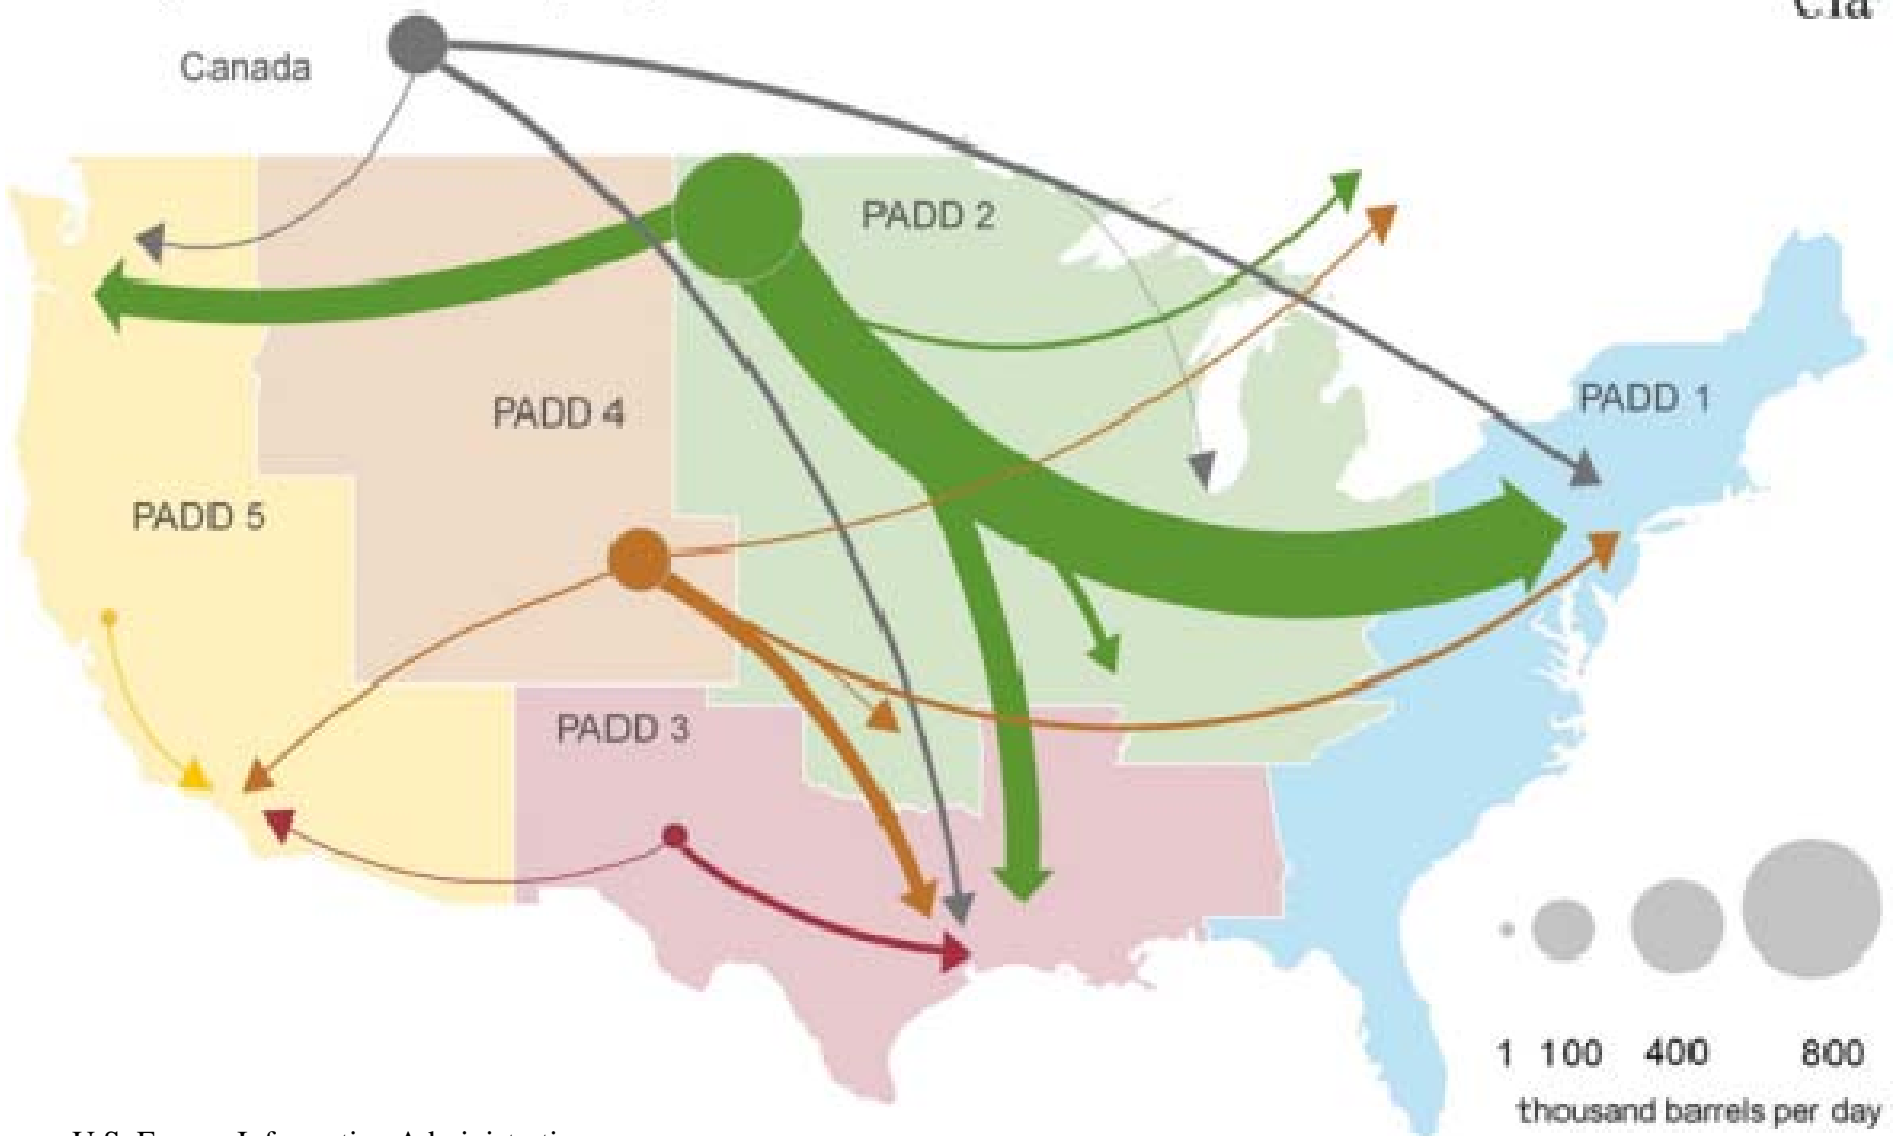 Canada
PADD 2
PADD 1
PADD 4
PADD 5
PADD 3
1 100 400 800
thousand barrels per day